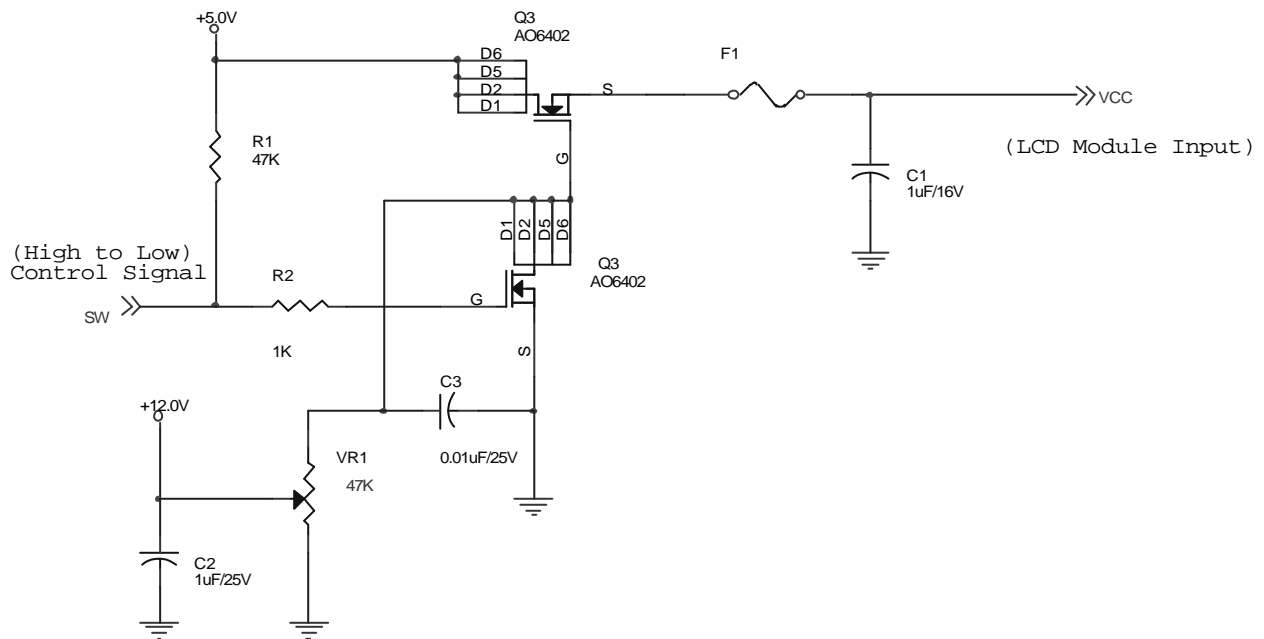 +5.0V
Q3
AO6402
D6
D5
D2
D1
S
G
F1
VCC
(LCD Module Input)
R1
47K
C1
1uF/16V
D1
D2
D5
D6
(High to Low)
Control Signal
SW
R2
1K
G
Q3
AO6402
S
C3
0.01uF/25V
+12.0V
VR1
47K
C2
1uF/25V